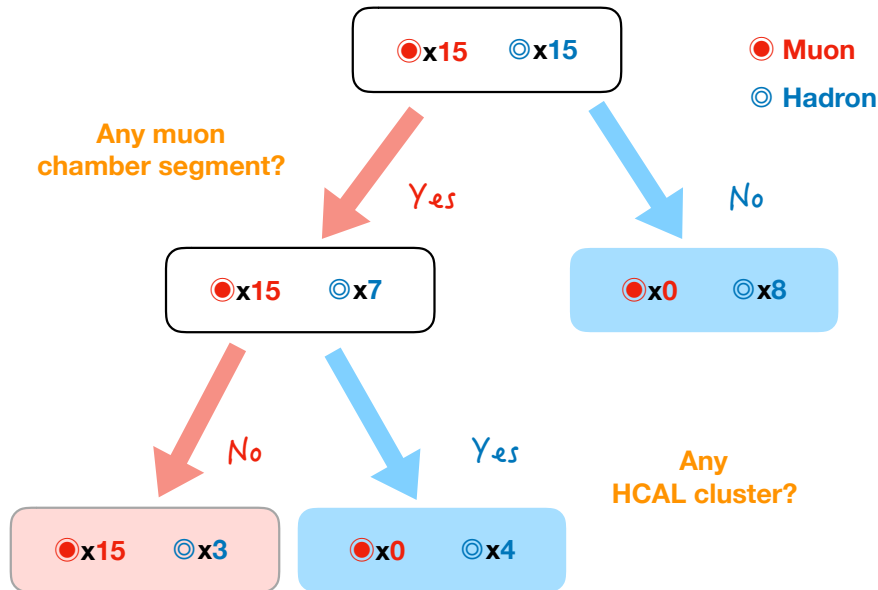 x15 x15
Muon
Hadron
Any muon
chamber segment?
Yes
No
x15 x7
x0 x8
No
Yes
Any
HCAL cluster?
x15 x3
x0 x4